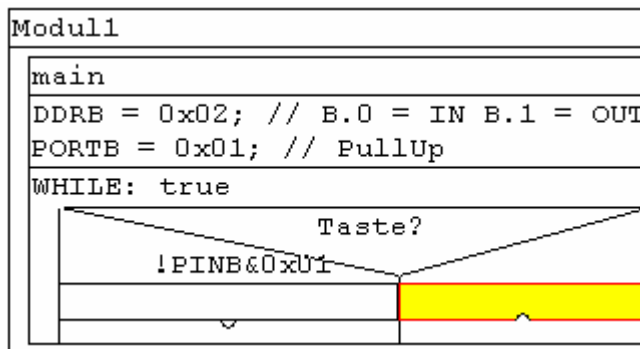 Modul1
main
DDRB = 0x02; // B.0 = IN B.1 = OUT
PORTB = 0x01; // PullUp
WHILE: true
Taste?
!PINB&0x01